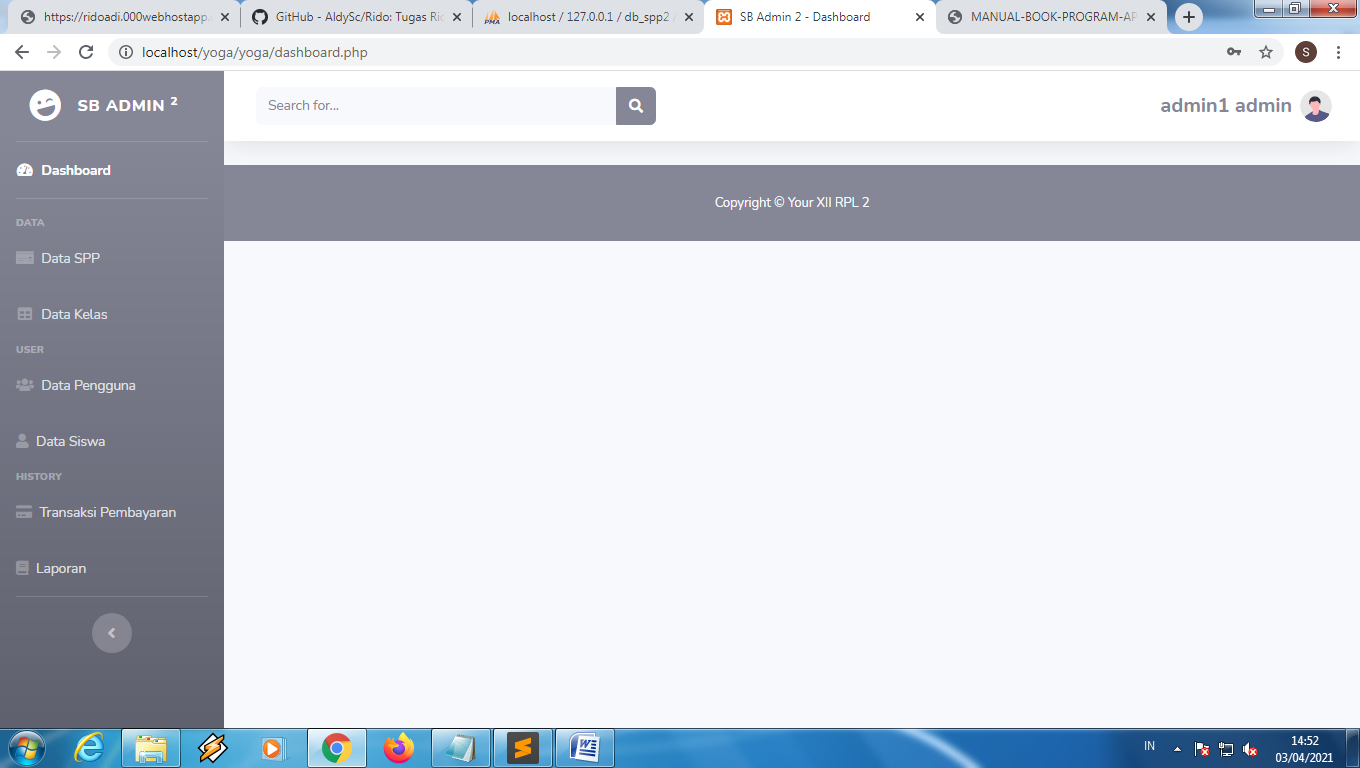 https://ridoadi.000webhostapp.
GitHub - AldySc/Rido: Tugas Ri
localhost / 127.0.0.1 / db_spp2
SB Admin 2 - Dashboard
MANUAL-BOOK-PROGRAM-AP
localhost/yoga/yoga/dashboard.php
S
SB ADMIN 2
Search for...
admin1 admin
Dashboard
Copyright © Your XII RPL 2
DATA
Data SPP
Data Kelas
USER
Data Pengguna
Data Siswa
HISTORY
Transaksi Pembayaran
Laporan
IN
14:52
03/04/2021